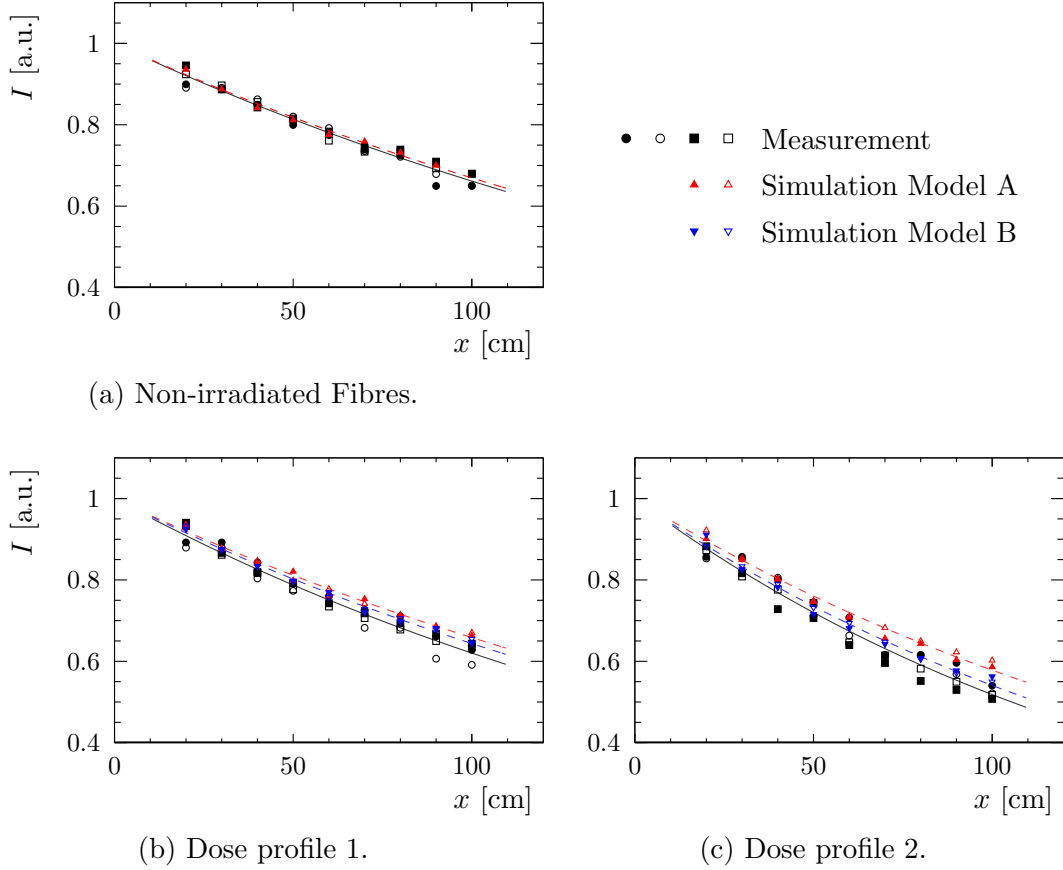 I [a.u.]
1
0.8
0.6
0.4
0
50
100
x [cm]
Measurement
Simulation Model A
Simulation Model B
(a) Non-irradiated Fibres.
I [a.u.]
1
0.8
0.6
0.4
0
50
100
x [cm]
(b) Dose profile 1.
1
0.8
0.6
0.4
0
50
100
x [cm]
(c) Dose profile 2.